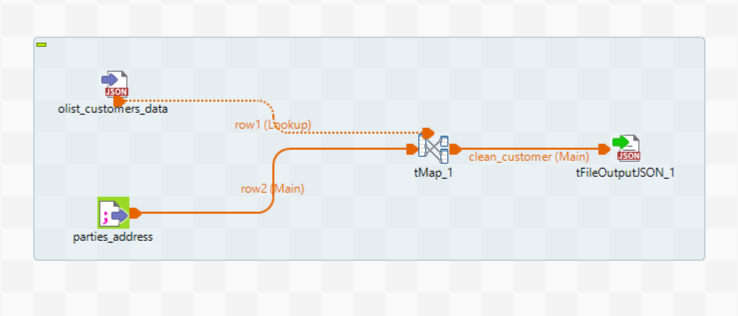 JSON
olist_customers_data
row1 (Lookup)
clean_customer (Main)
JSON
tMap_1
tFileOutputJSON_1
row2 (Main)
;
parties_address